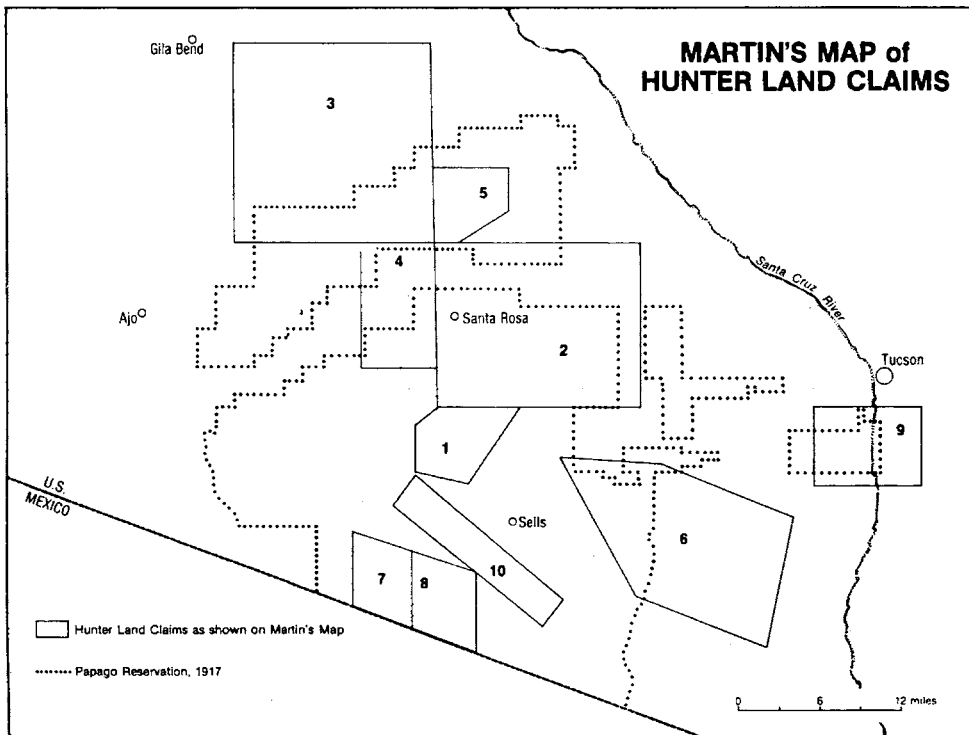 MARTIN'S MAP of
HUNTER LAND CLAIMS
Gila Bend
3
5
4
Santa Cruz River
Ajo
Santa Rosa
2
Tucson
1
9
U.S.
MEXICO
Sells
6
10
7
8
Hunter Land Claims as shown on Martin's Map
Papago Reservation, 1917
0 6 12 miles